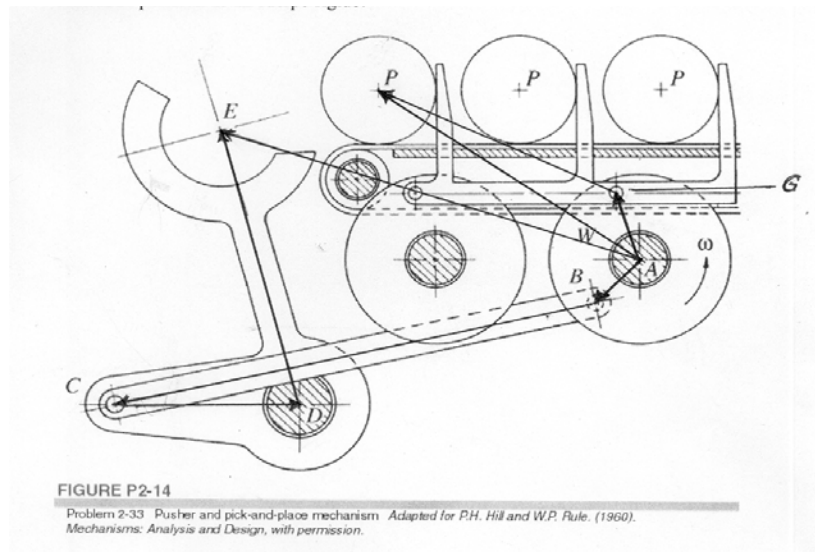 P
P
P
E
G
W
A
ω
B
C
D
FIGURE P2-14
Problem 2-33 Pusher and pick-and-place mechanism Adapted for P.H. Hill and W.P. Rule. (1960).
Mechanisms: Analysis and Design, with permission.